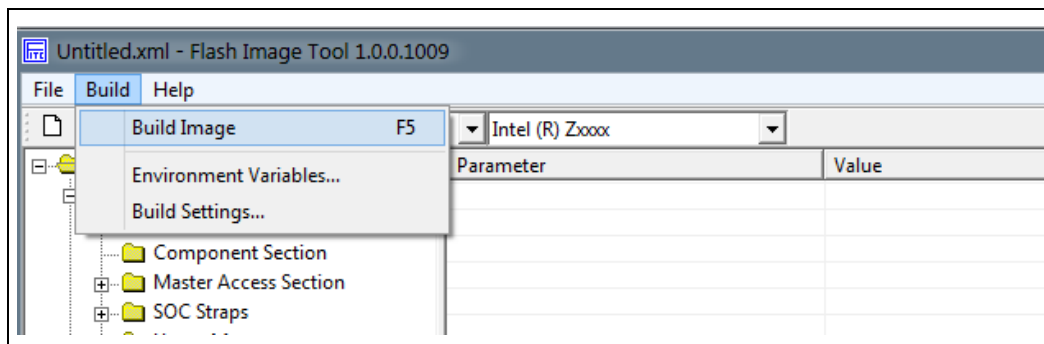 FITC Untitled.xml - Flash Image Tool 1.0.0.1009
File Build Help
Build Image F5
Intel (R) Zxxxx
Parameter Value
Environment Variables...
Build Settings...
Component Section
Master Access Section
SOC Straps